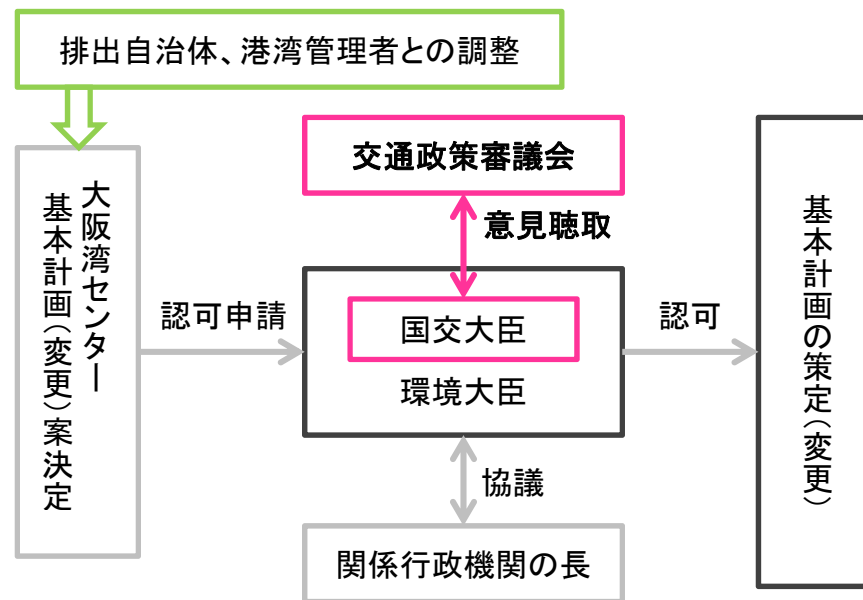 排出自治体、港湾管理者との調整
大阪湾センター
基本計画(変更)案決定
認可申請
交通政策審議会
意見聴取
国交大臣
環境大臣
協議
関係行政機関の長
認可
基本計画の策定(変更)